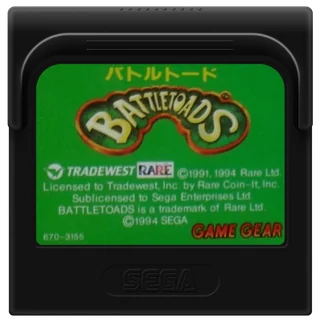 バトルトード
BATTLETOADS
TRADEWEST RARE ©1991, 1994 Rare Ltd.
Licensed to Tradewest, Inc. by Rare Coin-It, Inc.
Sublicensed to Sega Enterprises Ltd
BATTLETOADS is a trademark of Rare Ltd.
©1994 SEGA
670-3155 GAME GEAR
SEGA